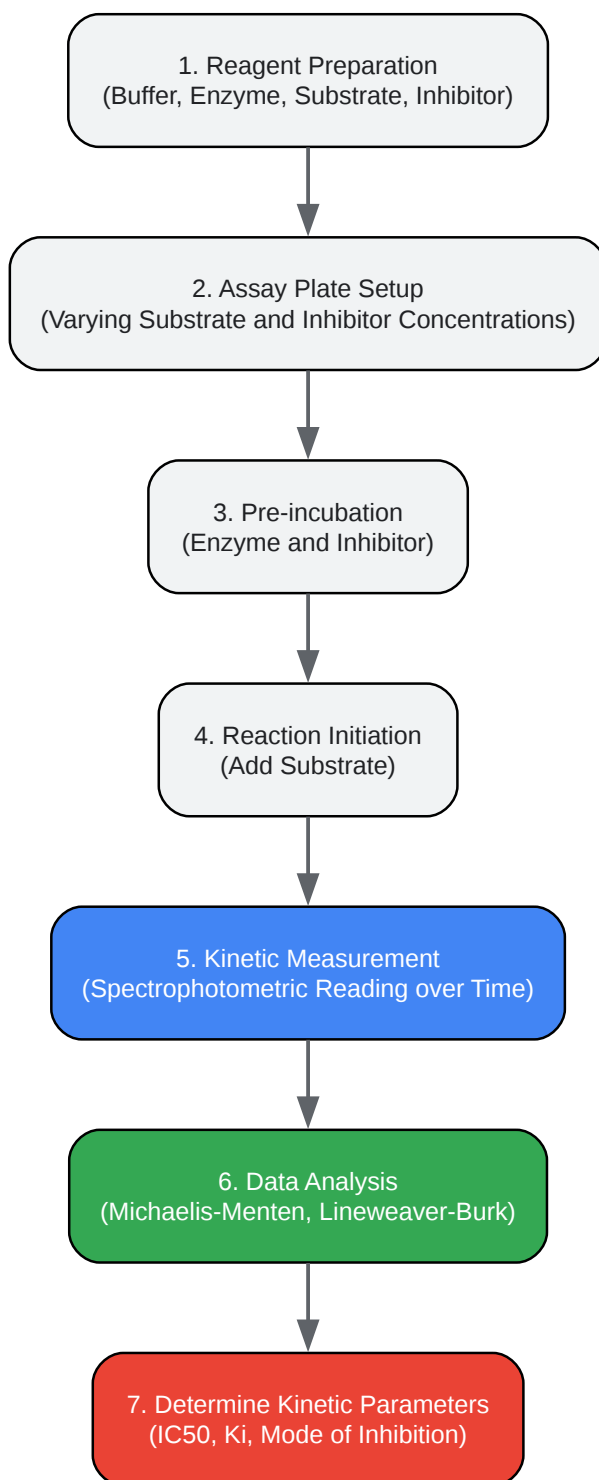 1. Reagent Preparation
(Buffer, Enzyme, Substrate, Inhibitor)
2. Assay Plate Setup
(Varying Substrate and Inhibitor Concentrations)
3. Pre-incubation
(Enzyme and Inhibitor)
4. Reaction Initiation
(Add Substrate)
5. Kinetic Measurement
(Spectrophotometric Reading over Time)
6. Data Analysis
(Michaelis-Menten, Lineweaver-Burk)
7. Determine Kinetic Parameters
(IC50, Ki, Mode of Inhibition)